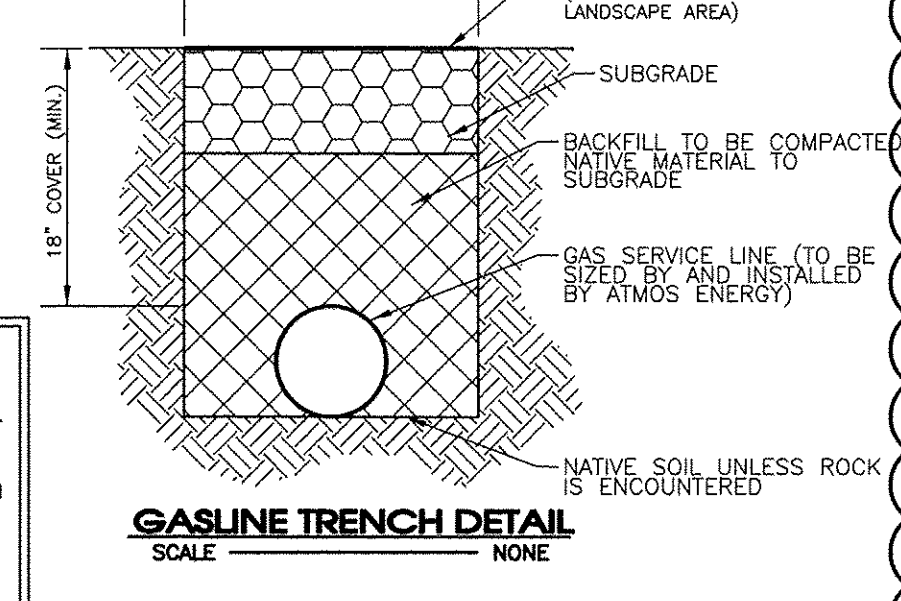 LANDSCAPE AREA)
SUBGRADE
18" COVER (MIN.)
BACKFILL TO BE COMPACTED
NATIVE MATERIAL TO
SUBGRADE
GAS SERVICE LINE (TO BE
SIZED BY AND INSTALLED
BY ATMOS ENERGY)
NATIVE SOIL UNLESS ROCK
IS ENCOUNTERED
GASLINE TRENCH DETAIL
SCALE NONE